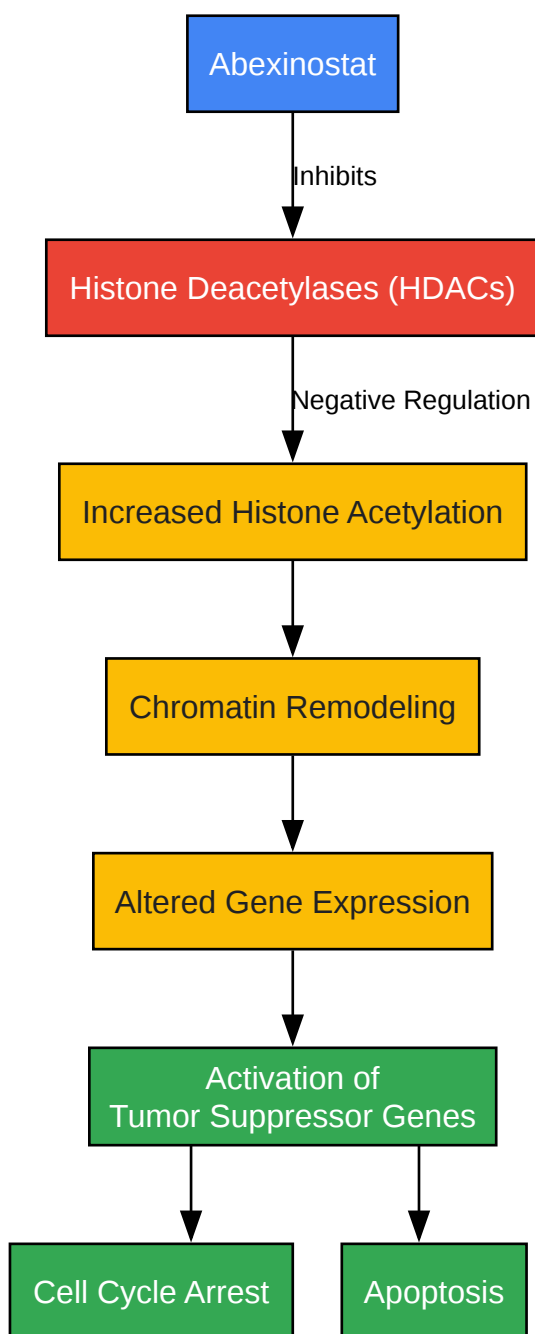 Abexinostat
Inhibits
Histone Deacetylases (HDACs)
Negative Regulation
Increased Histone Acetylation
Chromatin Remodeling
Altered Gene Expression
Activation of
Tumor Suppressor Genes
Cell Cycle Arrest
Apoptosis